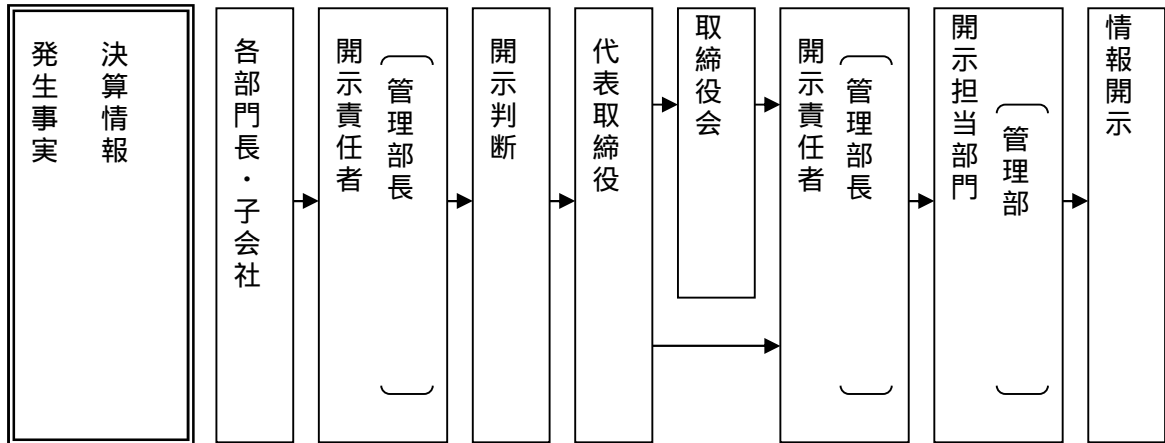 発生事実
決算情報
各部門長・子会社
開示責任者
（管理部長）
開示判断
代表取締役
取締役会
開示責任者
（管理部長）
開示担当部門
（管理部）
情報開示